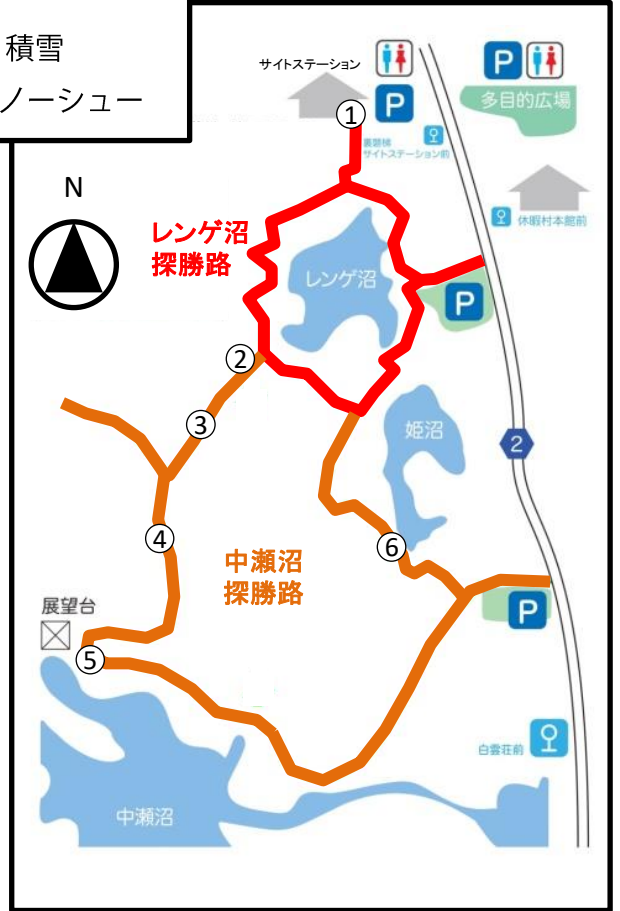 積雪
ノーシュー
サイトステーション
①
P
P
多目的広場
裏磐梯
サイトステーション前
休暇村本館前
N
レンゲ沼
探勝路
レンゲ沼
P
②
③
姫沼
2
④
⑥
中瀬沼
探勝路
展望台
P
⑤
白雲荘前
中瀬沼